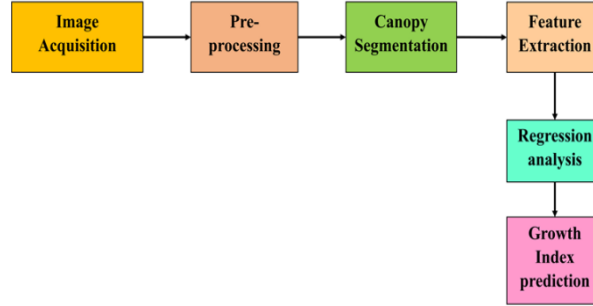 Image
Acquisition
Pre-
processing
Canopy
Segmentation
Feature
Extraction
Regression
analysis
Growth
Index
prediction